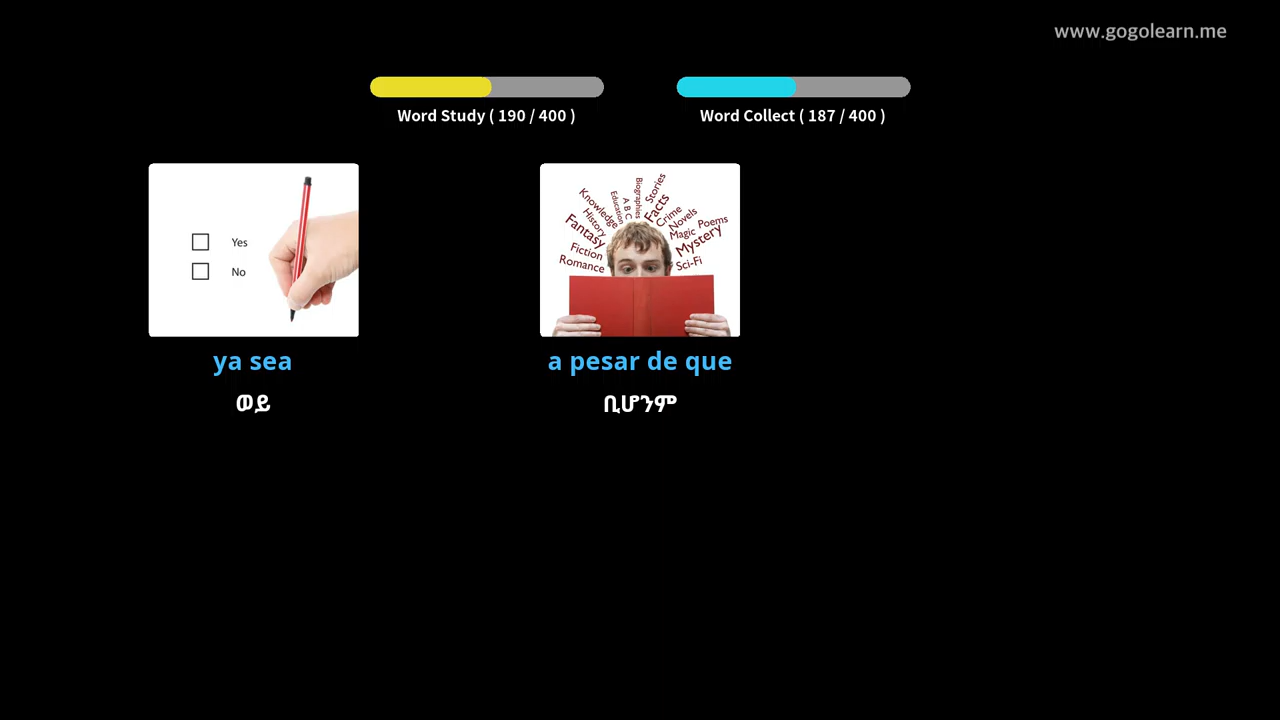 www.gogolearn.me
Word Study ( 190 / 400 )
Word Collect ( 187 / 400 )
Yes
No
Knowledge
History
Fantasy
Fiction
Romance
Education
A B C
Biographies
Stories
Facts
Crime
Novels
Magic
Poems
Mystery
Sci-Fi
ya sea
a pesar de que
ወይ
ቢሆንም